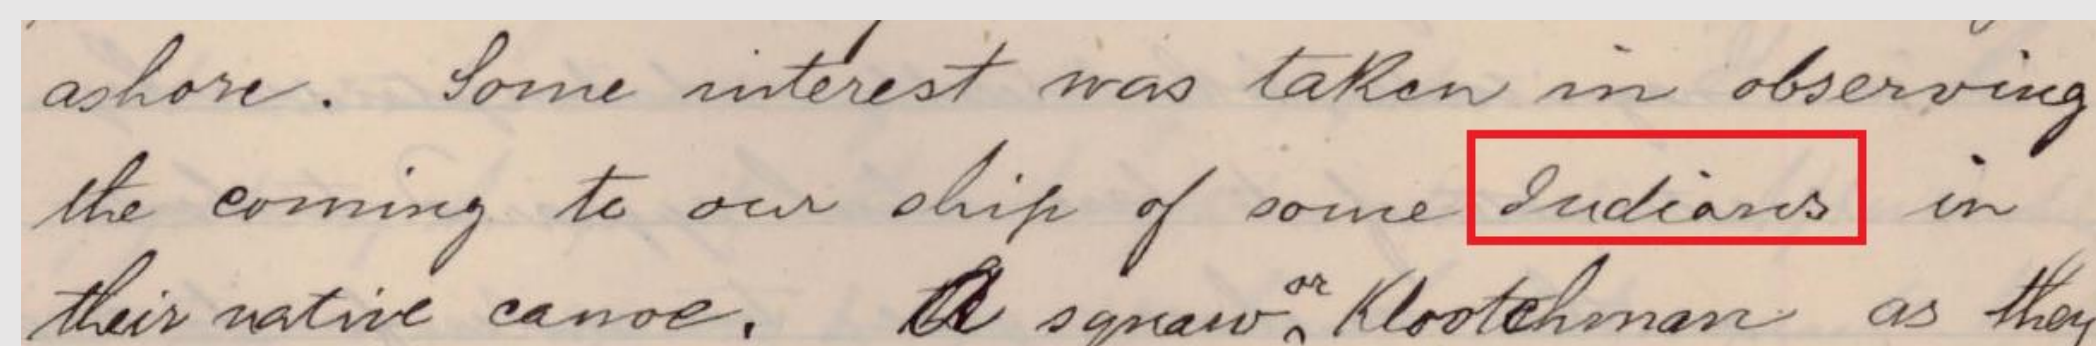 ashore. Some interest was taken in observing
the coming to our ship of some Indians in
their native canoe. A squaw or Klootchman as they